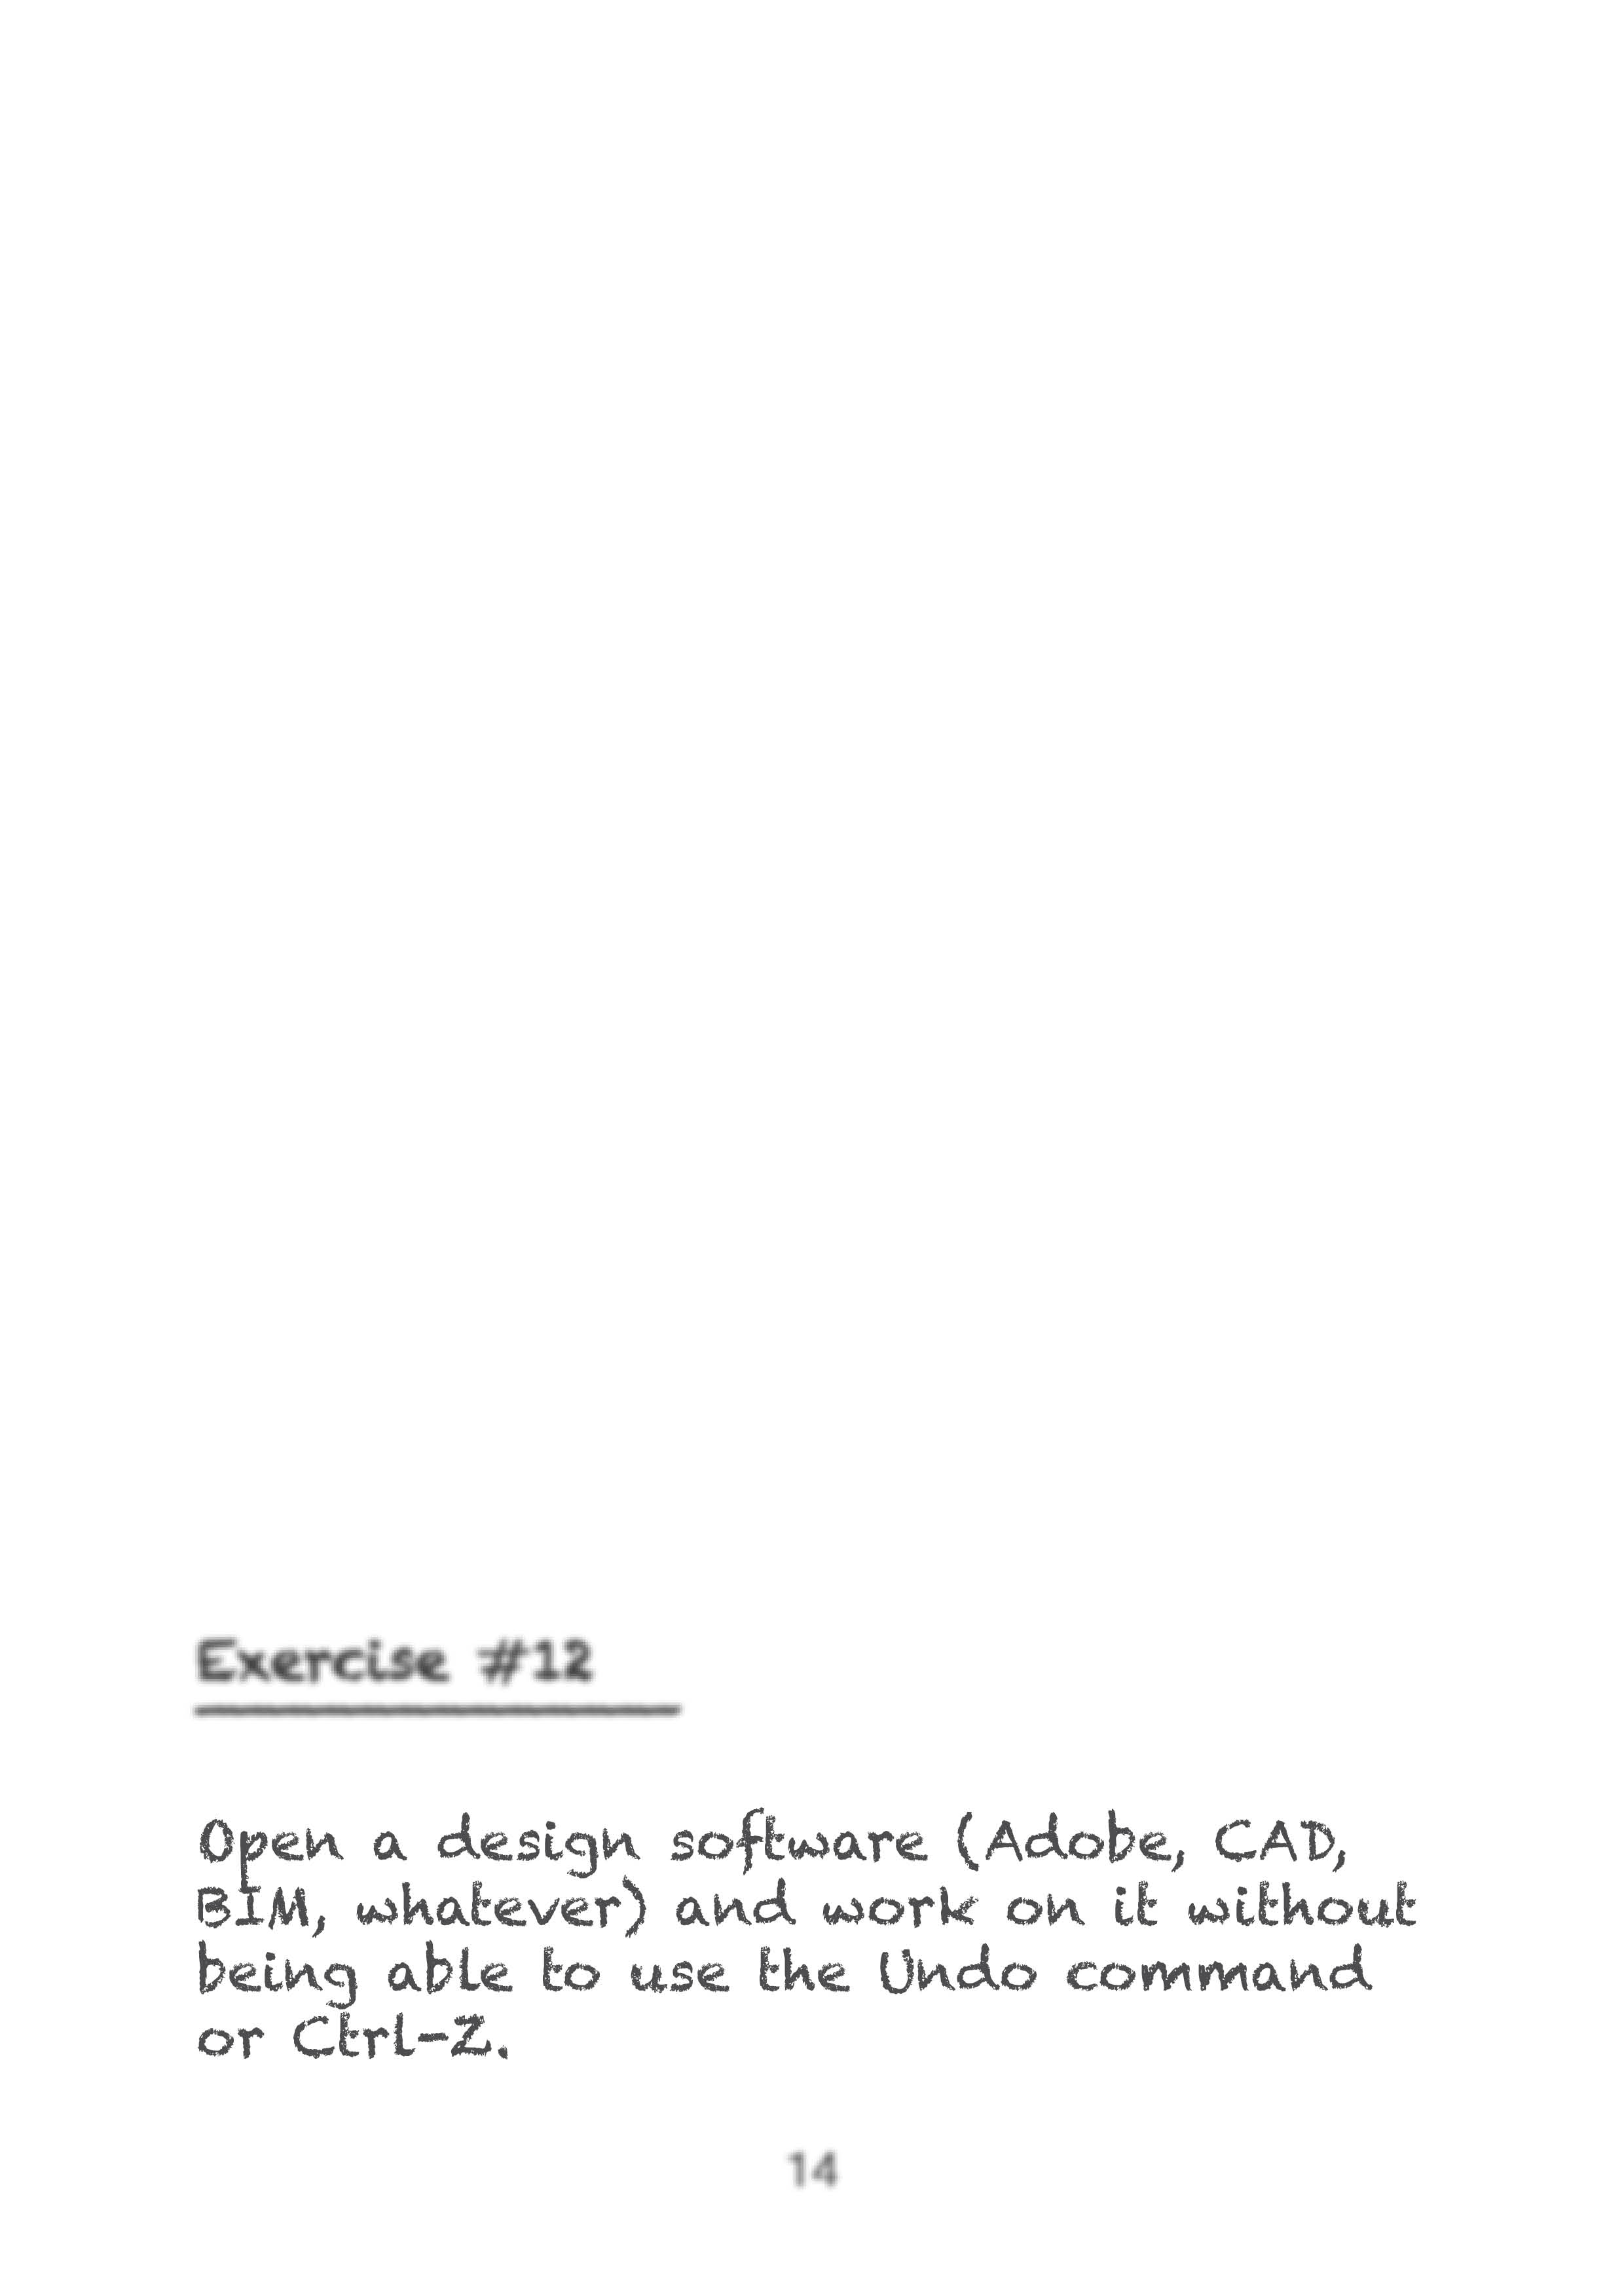 Exercise #12
Open a design software (Adobe, CAD,
BIM, whatever) and work on it without
being able to use the Undo command
or Ctrl-Z.
14